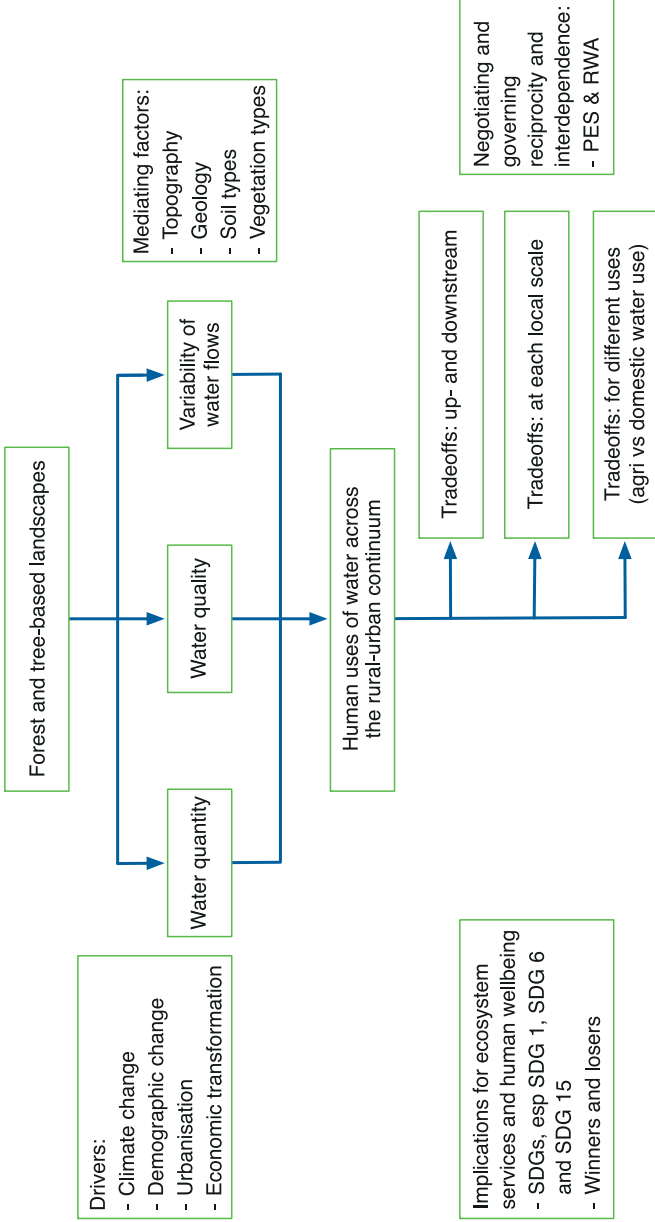 Forest and tree-based landscapes
Drivers:
- Climate change
- Demographic change
- Urbanisation
- Economic transformation
Water quantity
Water quality
Variability of
water flows
Mediating factors:
- Topography
- Geology
- Soil types
- Vegetation types
Human uses of water across
the rural-urban continuum
Implications for ecosystem
services and human wellbeing
- SDGs, esp SDG 1, SDG 6
and SDG 15
- Winners and losers
Tradeoffs: up- and downstream
Tradeoffs: at each local scale
Tradeoffs: for different uses
(agri vs domestic water use)
Negotiating and
governing
reciprocity and
interdependence:
- PES & RWA